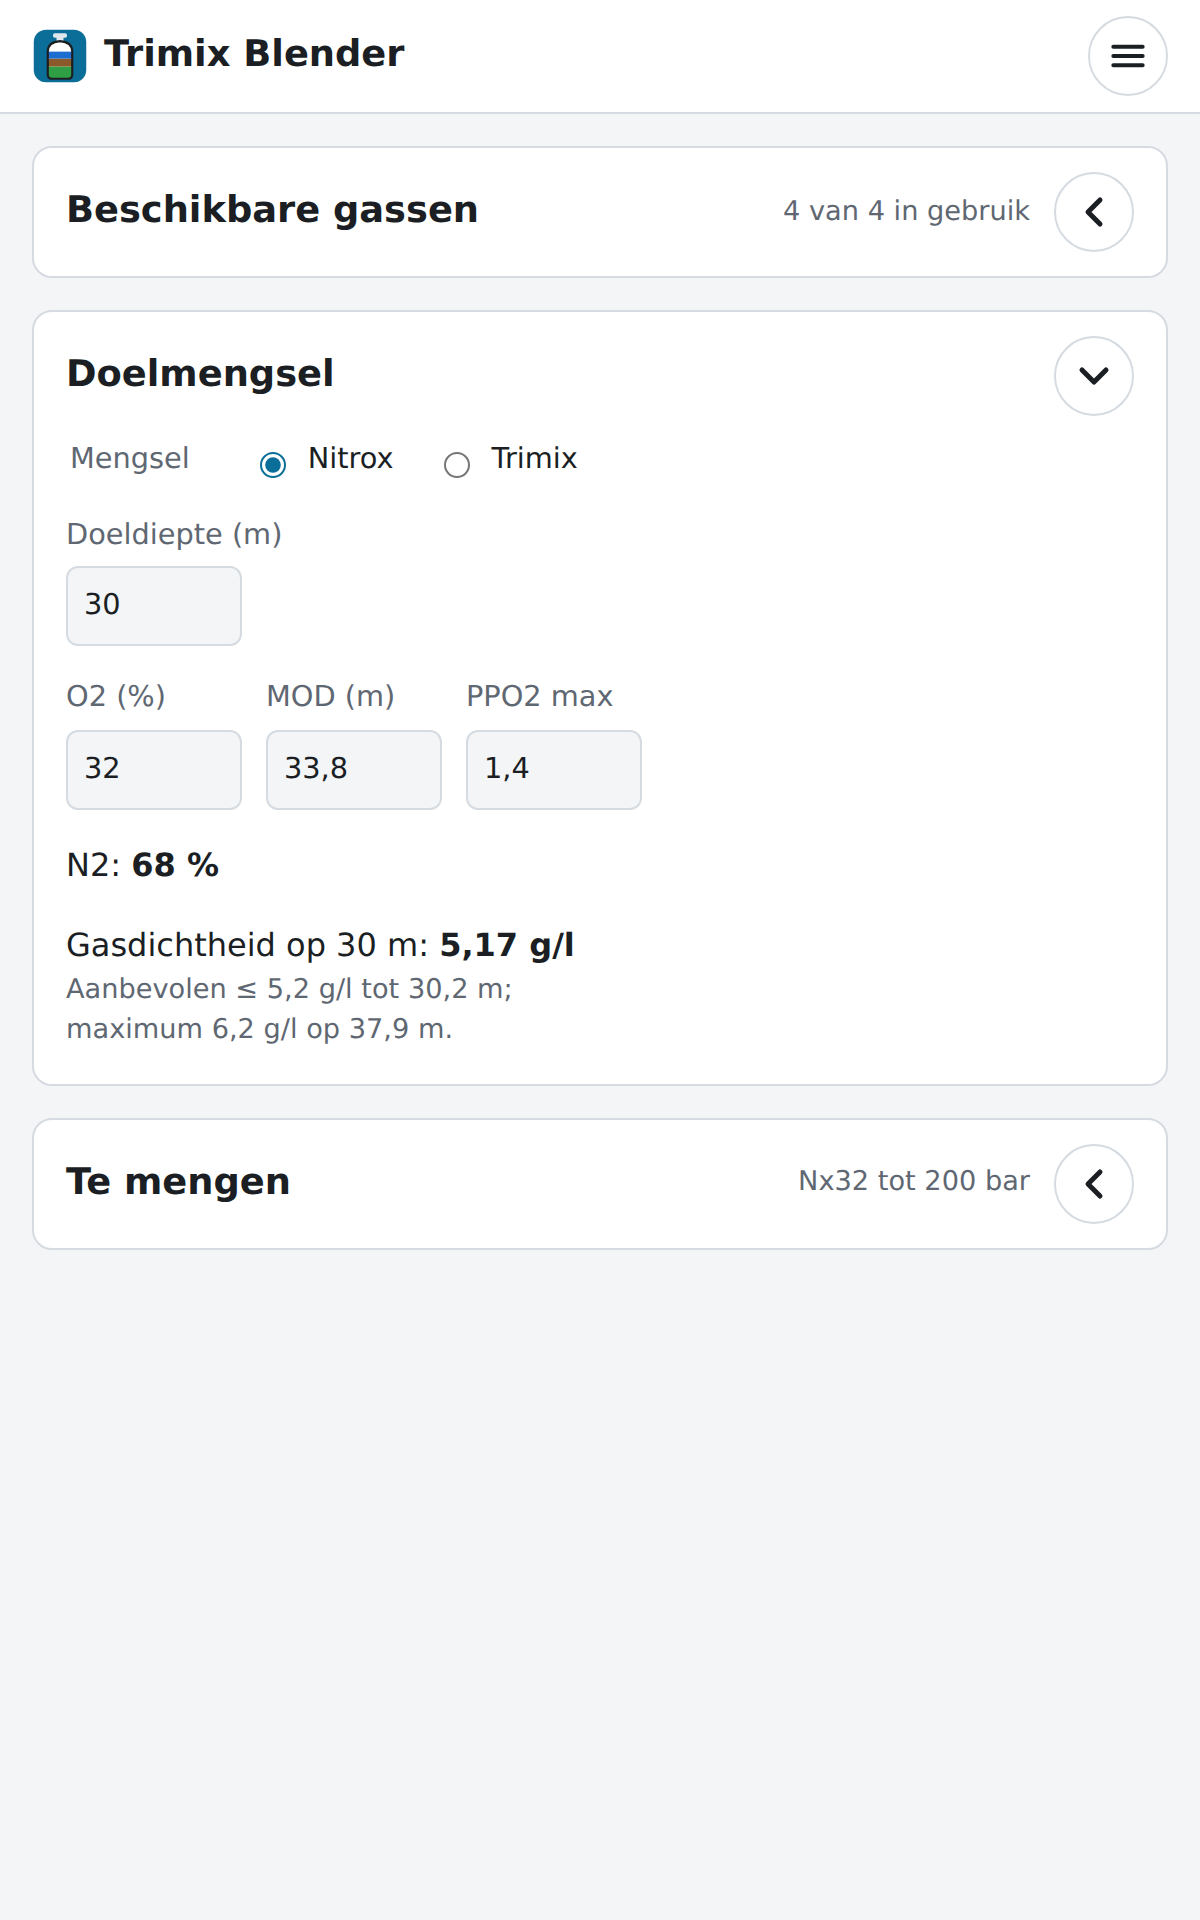 Trimix Blender
Beschikbare gassen
4 van 4 in gebruik
Doelmengsel
Mengsel Nitrox Trimix
Doeldiepte (m)
30
O2 (%) MOD (m) PPO2 max
32 33,8 1,4
N2: 68 %
Gasdichtheid op 30 m: 5,17 g/l
Aanbevolen ≤ 5,2 g/l tot 30,2 m;
maximum 6,2 g/l op 37,9 m.
Te mengen
Nx32 tot 200 bar